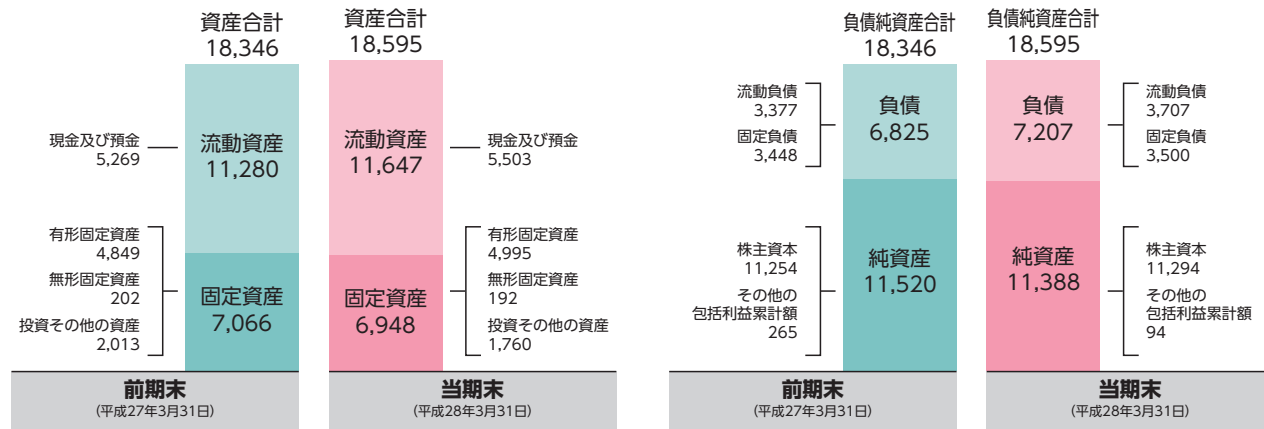 資産合計
18,346
流動資産
11,280
現金及び預金
5,269
有形固定資産
4,849
無形固定資産
202
投資その他の資産
2,013
固定資産
7,066
前期末
(平成27年3月31日)
資産合計
18,595
流動資産
11,647
現金及び預金
5,503
有形固定資産
4,995
無形固定資産
192
投資その他の資産
1,760
固定資産
6,948
当期末
(平成28年3月31日)
負債純資産合計
18,346
流動負債
3,377
固定負債
3,448
負債
6,825
株主資本
11,254
その他の
包括利益累計額
265
純資産
11,520
前期末
(平成27年3月31日)
負債純資産合計
18,595
負債
7,207
流動負債
3,707
固定負債
3,500
純資産
11,388
株主資本
11,294
その他の
包括利益累計額
94
当期末
(平成28年3月31日)